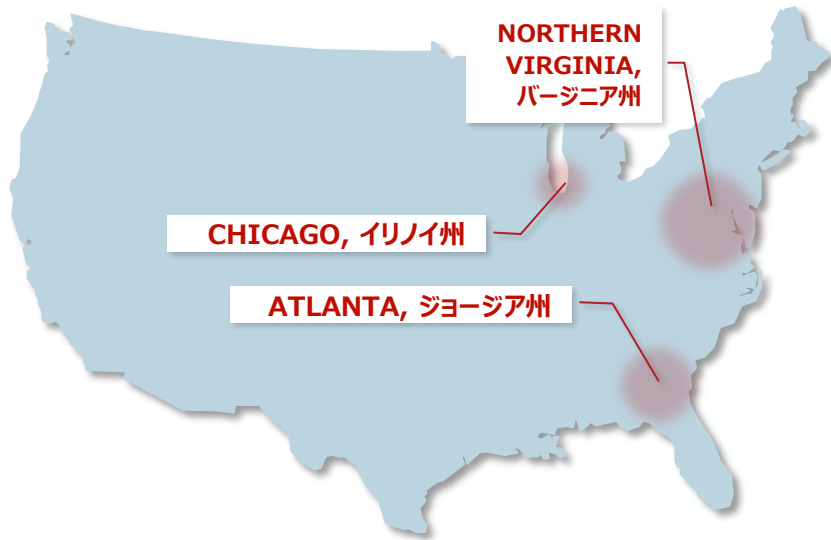 NORTHERN
VIRGINIA,
バージニア州
CHICAGO, イリノイ州
ATLANTA, ジョージア州